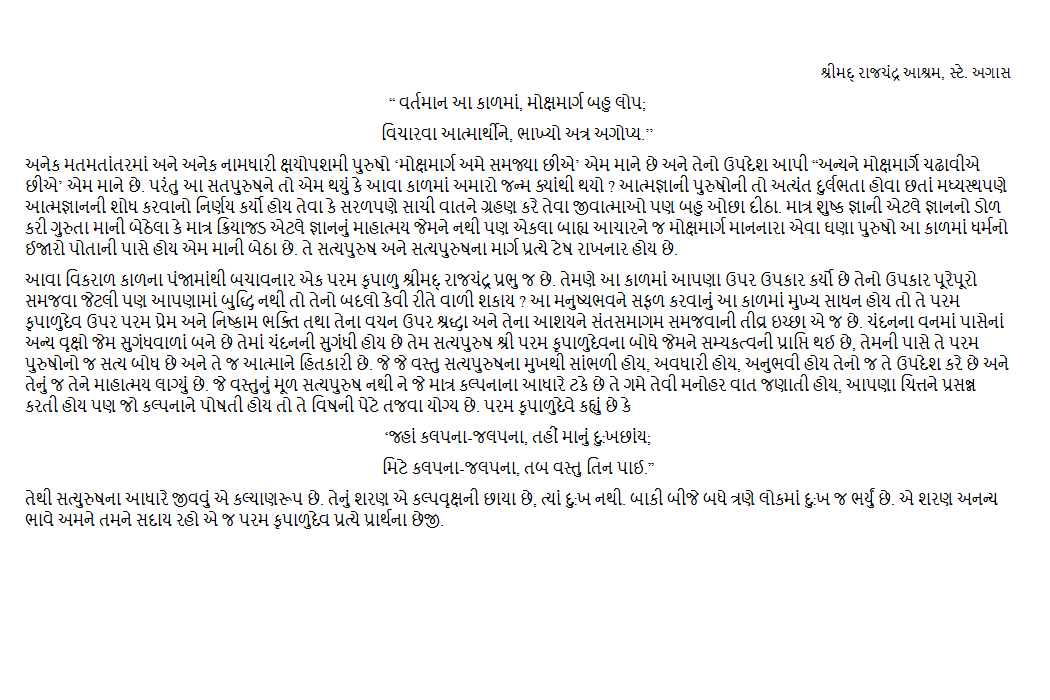 શ્રીમદ્ રાજચંદ્ર આશ્રમ, સ્ટે. અગાસ
“ વર્તમાન આ કાળમાં, મોક્ષમાર્ગ બહુ લોપ;
વિચારવા આત્માર્થીને, ભાખ્યો અત્ર અગોપ્ય.’’
અનેક મતમતાંતરમાં અને અનેક નામધારી ક્ષયોપશમી પુરુષો ‘મોક્ષમાર્ગ અમે સમજ્યા છીએ’ એમ માને છે અને તેનો ઉપદેશ આપી “અન્યને મોક્ષમાર્ગે ચઢાવીએ
છીએ’ એમ માને છે. પરંતુ આ સતપુરુષને તો એમ થયું કે આવા કાળમાં અમારો જન્મ ક્યાંથી થયો ? આત્મજ્ઞાની પુરુષોની તો અત્યંત દુર્લભતા હોવા છતાં મધ્યસ્થપણે
આત્મજ્ઞાનની શોધ કરવાનો નિર્ણય કર્યો હોય તેવા કે સરળપણે સાચી વાતને ગ્રહણ કરે તેવા જીવાત્માઓ પણ બહુ ઓછા દીઠા. માત્ર શુષ્ક જ્ઞાની એટલે જ્ઞાનનો ડોળ
કરી ગુરુતા માની બેઠેલા કે માત્ર ક્રિયાજડ એટલે જ્ઞાનનું માહાત્મય જેમને નથી પણ એકલા બાહ્ય આચારને જ મોક્ષમાર્ગ માનનારા એવા ઘણા પુરુષો આ કાળમાં ધર્મનો
ઈજારો પોતાની પાસે હોય એમ માની બેઠા છે. તે સત્યપુરુષ અને સત્યપુરુષના માર્ગ પ્રત્યે ટેષ રાખનાર હોય છે.
આવા વિકરાળ કાળના પંજામાંથી બચાવનાર એક પરમ કૃપાળુ શ્રીમદ્ રાજચંદ્ર પ્રભુ જ છે. તેમણે આ કાળમાં આપણા ઉપર ઉપકાર કર્યો છે તેનો ઉપકાર પૂરેપૂરો
સમજવા જેટલી પણ આપણામાં બુદ્ધિ નથી તો તેનો બદલો કેવી રીતે વાળી શકાય ? આ મનુષ્યભવને સફળ કરવાનું આ કાળમાં મુખ્ય સાધન હોય તો તે પરમ
કૃપાળુદેવ ઉપર પરમ પ્રેમ અને નિષ્કામ ભક્તિ તથા તેના વચન ઉપર શ્રદ્ધા અને તેના આશયને સંતસમાગમ સમજવાની તીવ્ર ઇચ્છા એ જ છે. ચંદનના વનમાં પાસેનાં
અન્ય વૃક્ષો જેમ સુગંધવાળાં બને છે તેમાં ચંદનની સુગંધી હોય છે તેમ સત્યપુરુષ શ્રી પરમ કૃપાળુદેવના બોધે જેમને સમ્યકત્વની પ્રાપ્તિ થઈ છે, તેમની પાસે તે પરમ
પુરુષોનો જ સત્ય બોધ છે અને તે જ આત્માને હિતકારી છે. જે જે વસ્તુ સત્યપુરુષના મુખથી સાંભળી હોય, અવધારી હોય, અનુભવી હોય તેનો જ તે ઉપદેશ કરે છે અને
તેનું જ તેને માહાત્મય લાગ્યું છે. જે વસ્તુનું મૂળ સત્યપુરુષ નથી ને જે માત્ર કલ્પનાના આધારે ટકે છે તે ગમે તેવી મનોહર વાત જણાતી હોય, આપણા ચિત્તને પ્રસન્ન
કરતી હોય પણ જો કલ્પનાને પોષતી હોય તો તે વિષની પેટે તજવા યોગ્ય છે. પરમ કૃપાળુદેવે કહ્યું છે કે
‘જહાં કલપના-જલપના, તહીં માનું દુ:ખછાંય;
મિટે કલપના-જલપના, તબ વસ્તુ તિન પાઈ.”
તેથી સત્યુરુષના આધારે જીવવું એ કલ્યાણરૂપ છે. તેનું શરણ એ કલ્પવૃક્ષની છાયા છે, ત્યાં દુ:ખ નથી. બાકી બીજે બધે ત્રણે લોકમાં દુ:ખ જ ભર્યું છે. એ શરણ અનન્ય
ભાવે અમને તમને સદાય રહો એ જ પરમ કૃપાળુદેવ પ્રત્યે પ્રાર્થના છેજી.